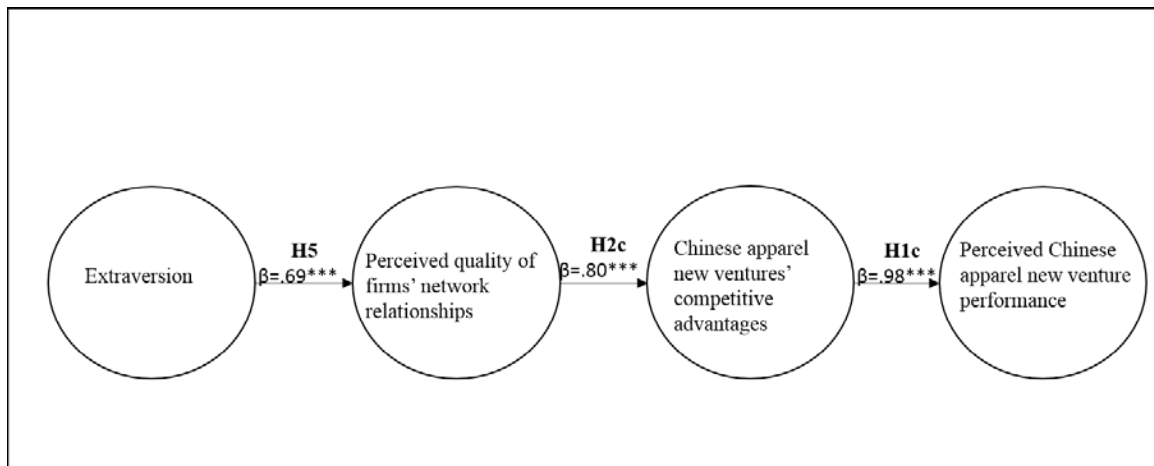 Extraversion
H5
β=.69***
Perceived quality of
firms' network
relationships
H2c
β=.80***
Chinese apparel
new ventures'
competitive
advantages
H1c
β=.98***
Perceived Chinese
apparel new venture
performance